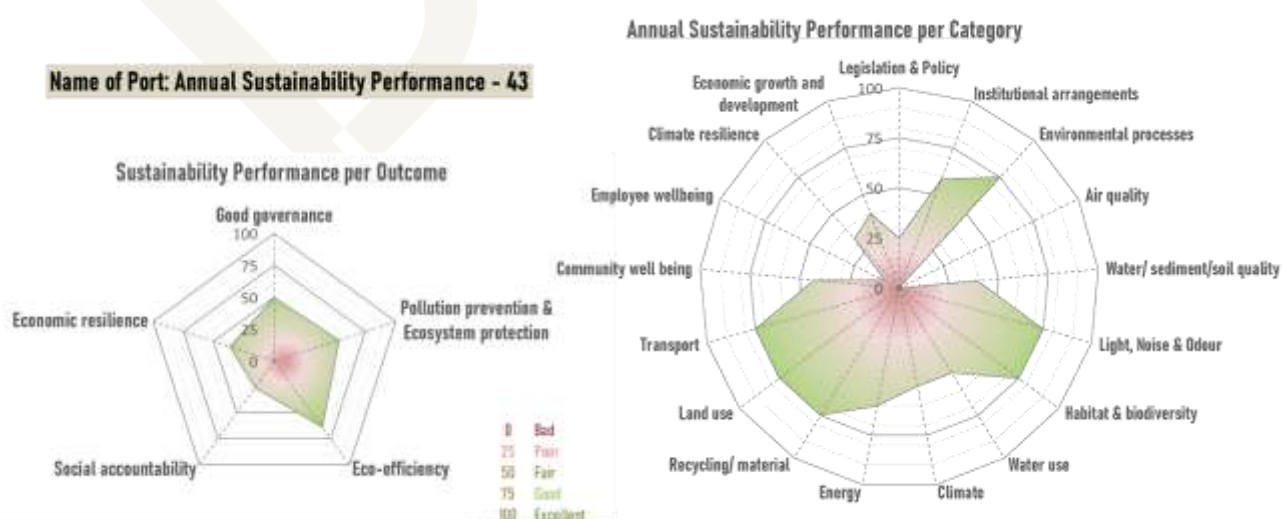 Name of Port: Annual Sustainability Performance - 43
Sustainability Performance per Outcome
Good governance
100
75
50
25
0
Pollution prevention &
Ecosystem protection
Economic resilience
Social accountability
Eco-efficiency
0 Bad
25 Poor
50 Fair
75 Good
100 Excellent
Annual Sustainability Performance per Category
Legislation & Policy
Economic growth and
development
100
Institutional arrangements
Climate resilience
Environmental processes
75
Employee wellbeing
50
Air quality
25
Community well being
0
Water/ sediment/soil quality
Transport
Light, Noise & Odour
Land use
Habitat & biodiversity
Recycling/ material
Water use
Energy
Climate